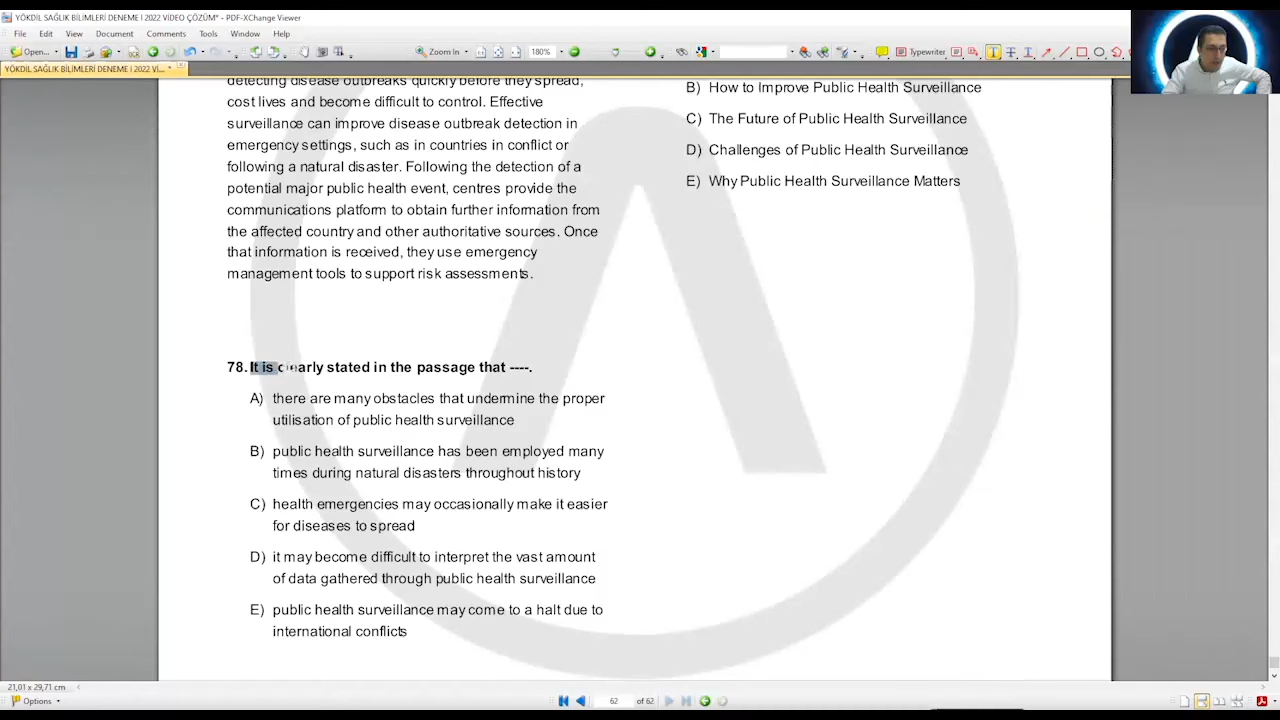 YÖKDİL SAĞLIK BİLİMLERİ DENEME I 2022 VİDEO ÇÖZÜM* - PDF-XChange Viewer
File Edit View Document Comments Tools Window Help
Open... Zoom In 180% Typewriter
YÖKDİL SAĞLIK BİLİMLERİ DENEME I 2022 Vİ... *
detecting disease outbreaks quickly before they spread,
cost lives and become difficult to control. Effective
surveillance can improve disease outbreak detection in
emergency settings, such as in countries in conflict or
following a natural disaster. Following the detection of a
potential major public health event, centres provide the
communications platform to obtain further information from
the affected country and other authoritative sources. Once
that information is received, they use emergency
management tools to support risk assessments.
78. It is clearly stated in the passage that ----.
A) there are many obstacles that undermine the proper
utilisation of public health surveillance
B) public health surveillance has been employed many
times during natural disasters throughout history
C) health emergencies may occasionally make it easier
for diseases to spread
D) it may become difficult to interpret the vast amount
of data gathered through public health surveillance
E) public health surveillance may come to a halt due to
international conflicts
B) How to Improve Public Health Surveillance
C) The Future of Public Health Surveillance
D) Challenges of Public Health Surveillance
E) Why Public Health Surveillance Matters
21,01 x 29,71 cm
Options 62 of 62